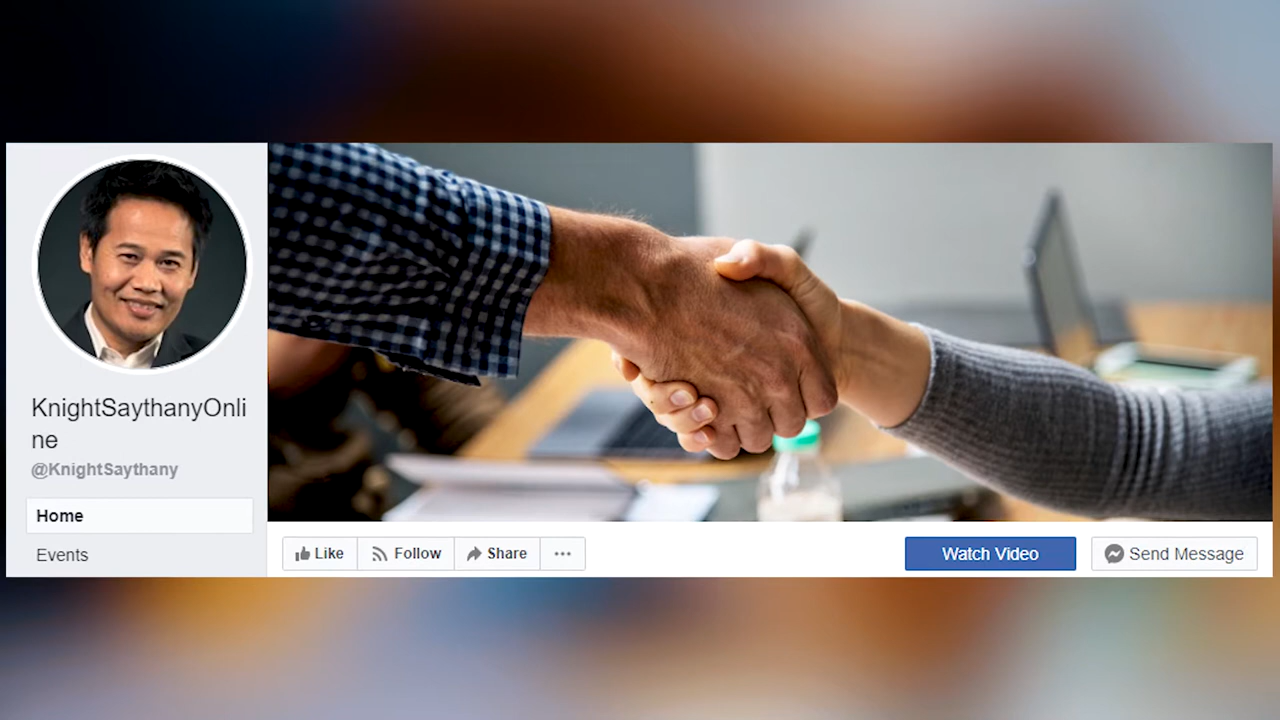 KnightSaythanyOnli
ne
@KnightSaythany
Home
Events
Like Follow Share ...
Watch Video
Send Message